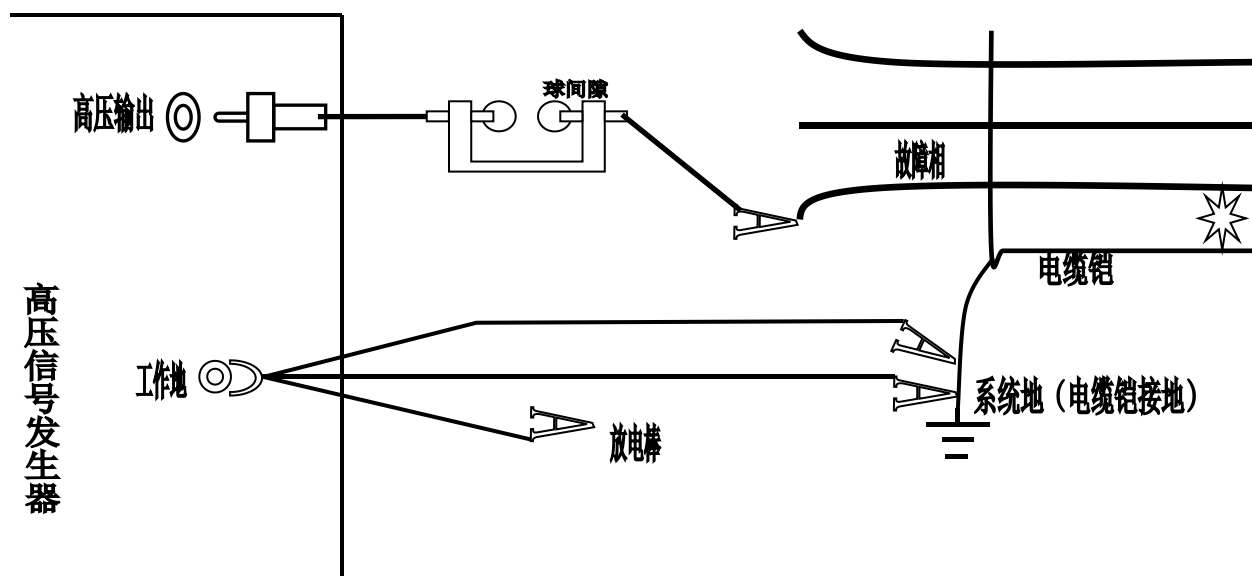 球间隙
高压输出
故障相
电缆铠
高压信号发生器
工作地
系统地（电缆铠接地）
放电棒